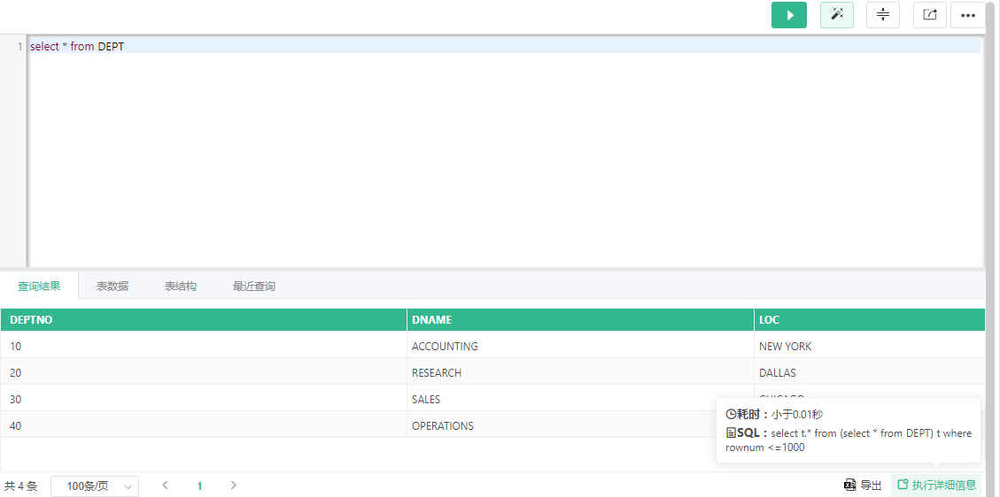 1 select * from DEPT
查询结果 表数据 表结构 最近查询
DEPTNO DNAME LOC
10 ACCOUNTING NEW YORK
20 RESEARCH DALLAS
30 SALES CHICAGO
40 OPERATIONS
耗时：小于0.01秒
SQL：select t.* from (select * from DEPT) t where
rownum <=1000
共 4 条 100条/页 1 导出 执行详细信息